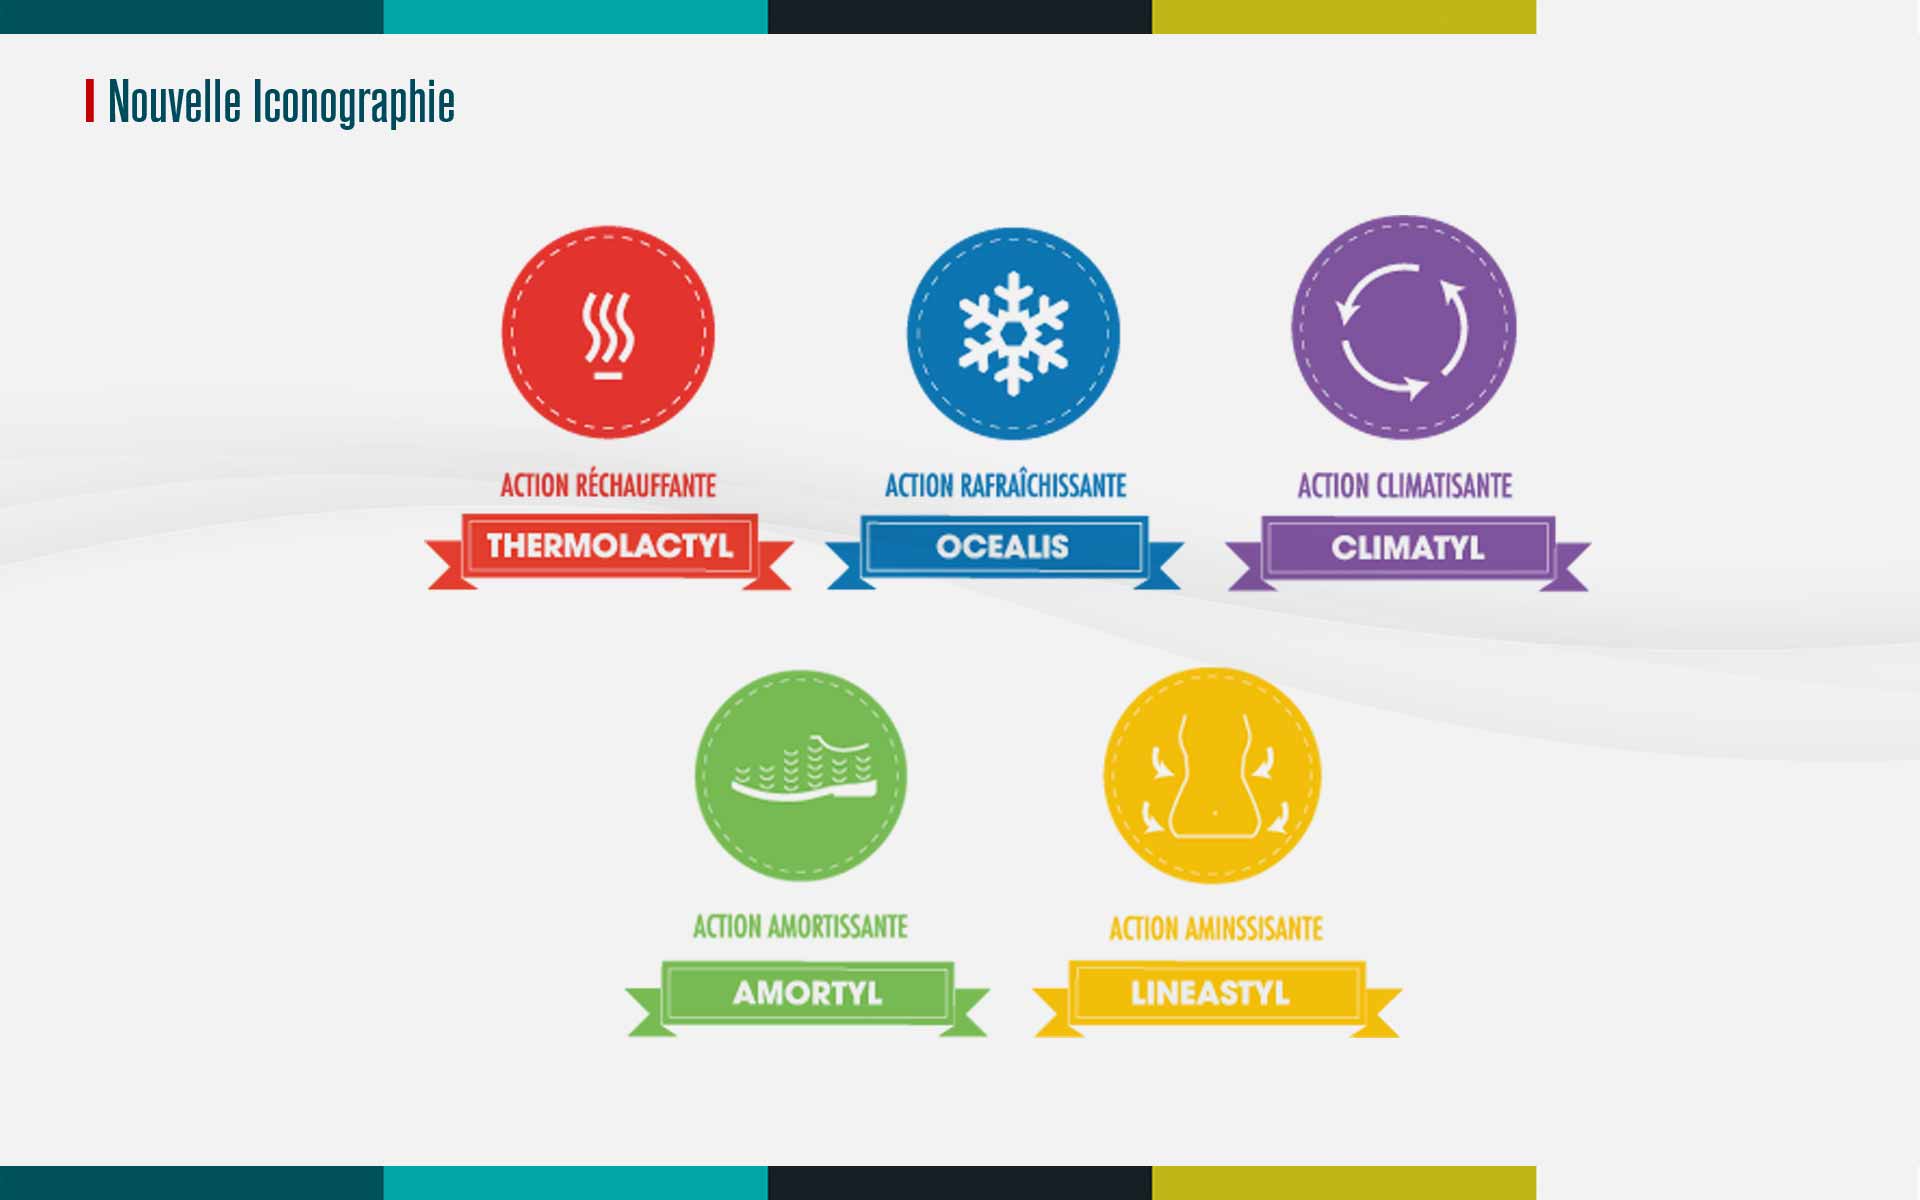 Nouvelle Iconographie
ACTION RÉCHAUFFANTE
THERMOLACTYL
ACTION RAFRAÎCHISSANTE
OCEALIS
ACTION CLIMATISANTE
CLIMATYL
ACTION AMORTISSANTE
AMORTYL
ACTION AMINSSISANTE
LINEASTYL